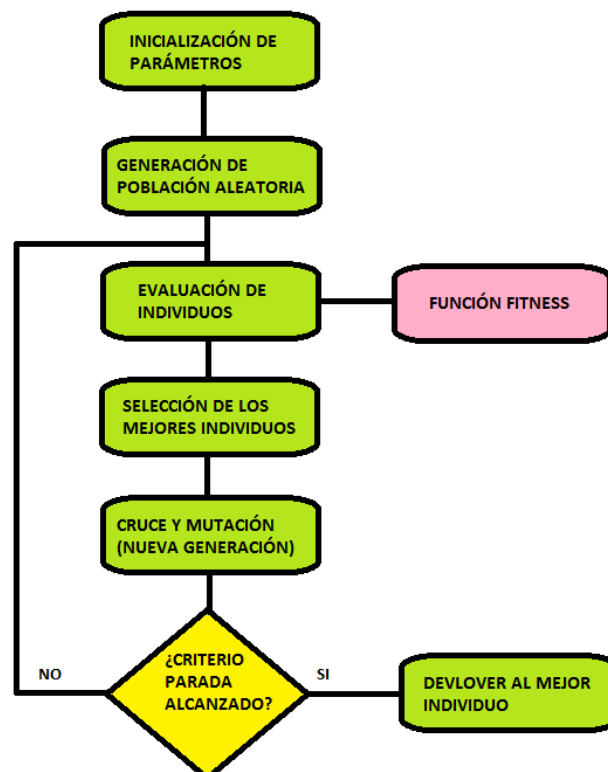 INICIALIZACIÓN DE
PARÁMETROS
GENERACIÓN DE
POBLACIÓN ALEATORIA
EVALUACIÓN DE
INDIVIDUOS
FUNCIÓN FITNESS
SELECCIÓN DE LOS
MEJORES INDIVIDUOS
CRUCE Y MUTACIÓN
(NUEVA GENERACIÓN)
¿CRITERIO
PARADA
ALCANZADO?
NO
SI
DEVLOVER AL MEJOR
INDIVIDUO